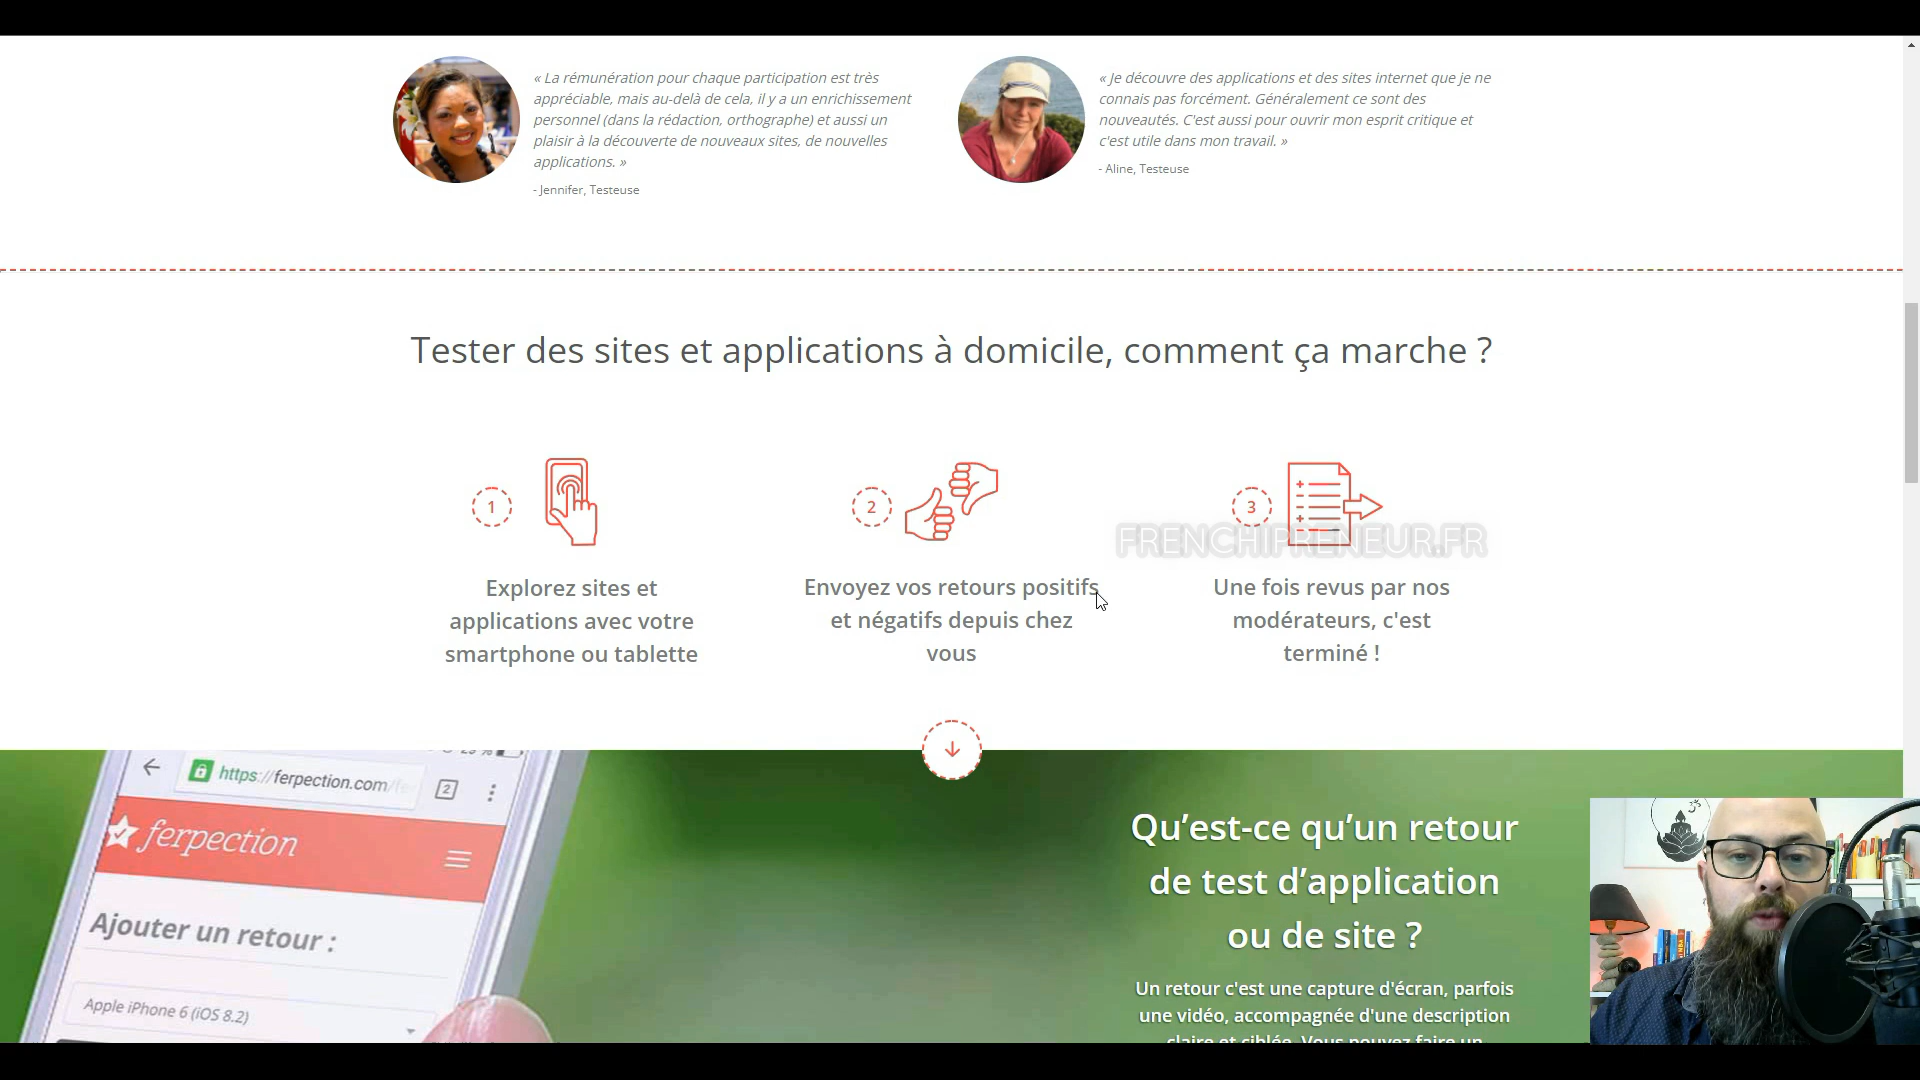 « La rémunération pour chaque participation est très
appréciable, mais au-delà de cela, il y a un enrichissement
personnel (dans la rédaction, orthographe) et aussi un
plaisir à la découverte de nouveaux sites, de nouvelles
applications. »
- Jennifer, Testeuse
« Je découvre des applications et des sites internet que je ne
connais pas forcément. Généralement ce sont des
nouveautés. C'est aussi pour ouvrir mon esprit critique et
c'est utile dans mon travail. »
- Aline, Testeuse
Tester des sites et applications à domicile, comment ça marche ?
1
2
3
FRENCHIPRENEUR.FR
Explorez sites et
applications avec votre
smartphone ou tablette
Envoyez vos retours positifs
et négatifs depuis chez
vous
Une fois revus par nos
modérateurs, c'est
terminé !
https://ferpection.com/
2
ferpection
Ajouter un retour :
Apple iPhone 6 (iOS 8.2)
Qu’est-ce qu’un retour
de test d’application
ou de site ?
Un retour c'est une capture d'écran, parfois
une vidéo, accompagnée d'une description
claire et ciblée. Vous pouvez faire un